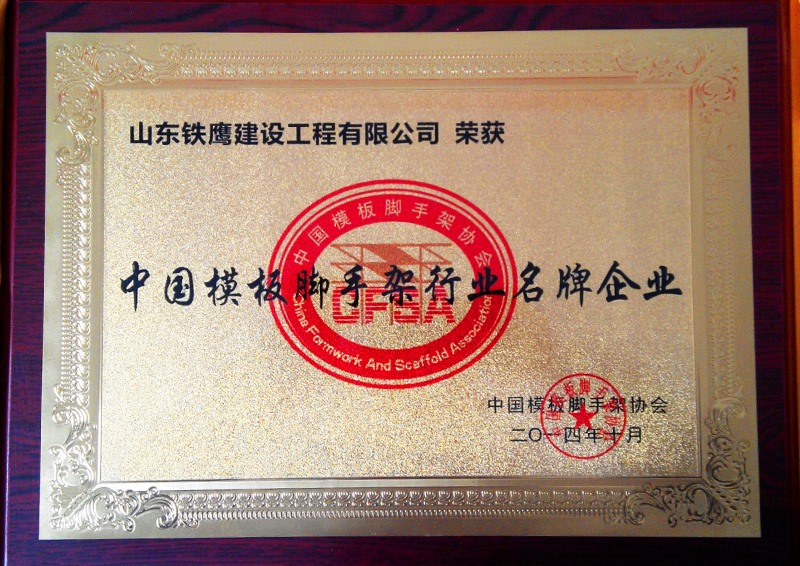 山东铁鹰建设工程有限公司 荣获
中国模板脚手架协会
中国模板脚手架行业名牌企业
CFSA
China Formwork And Scaffold Association
中国模板脚手架协会
二〇一四年十月